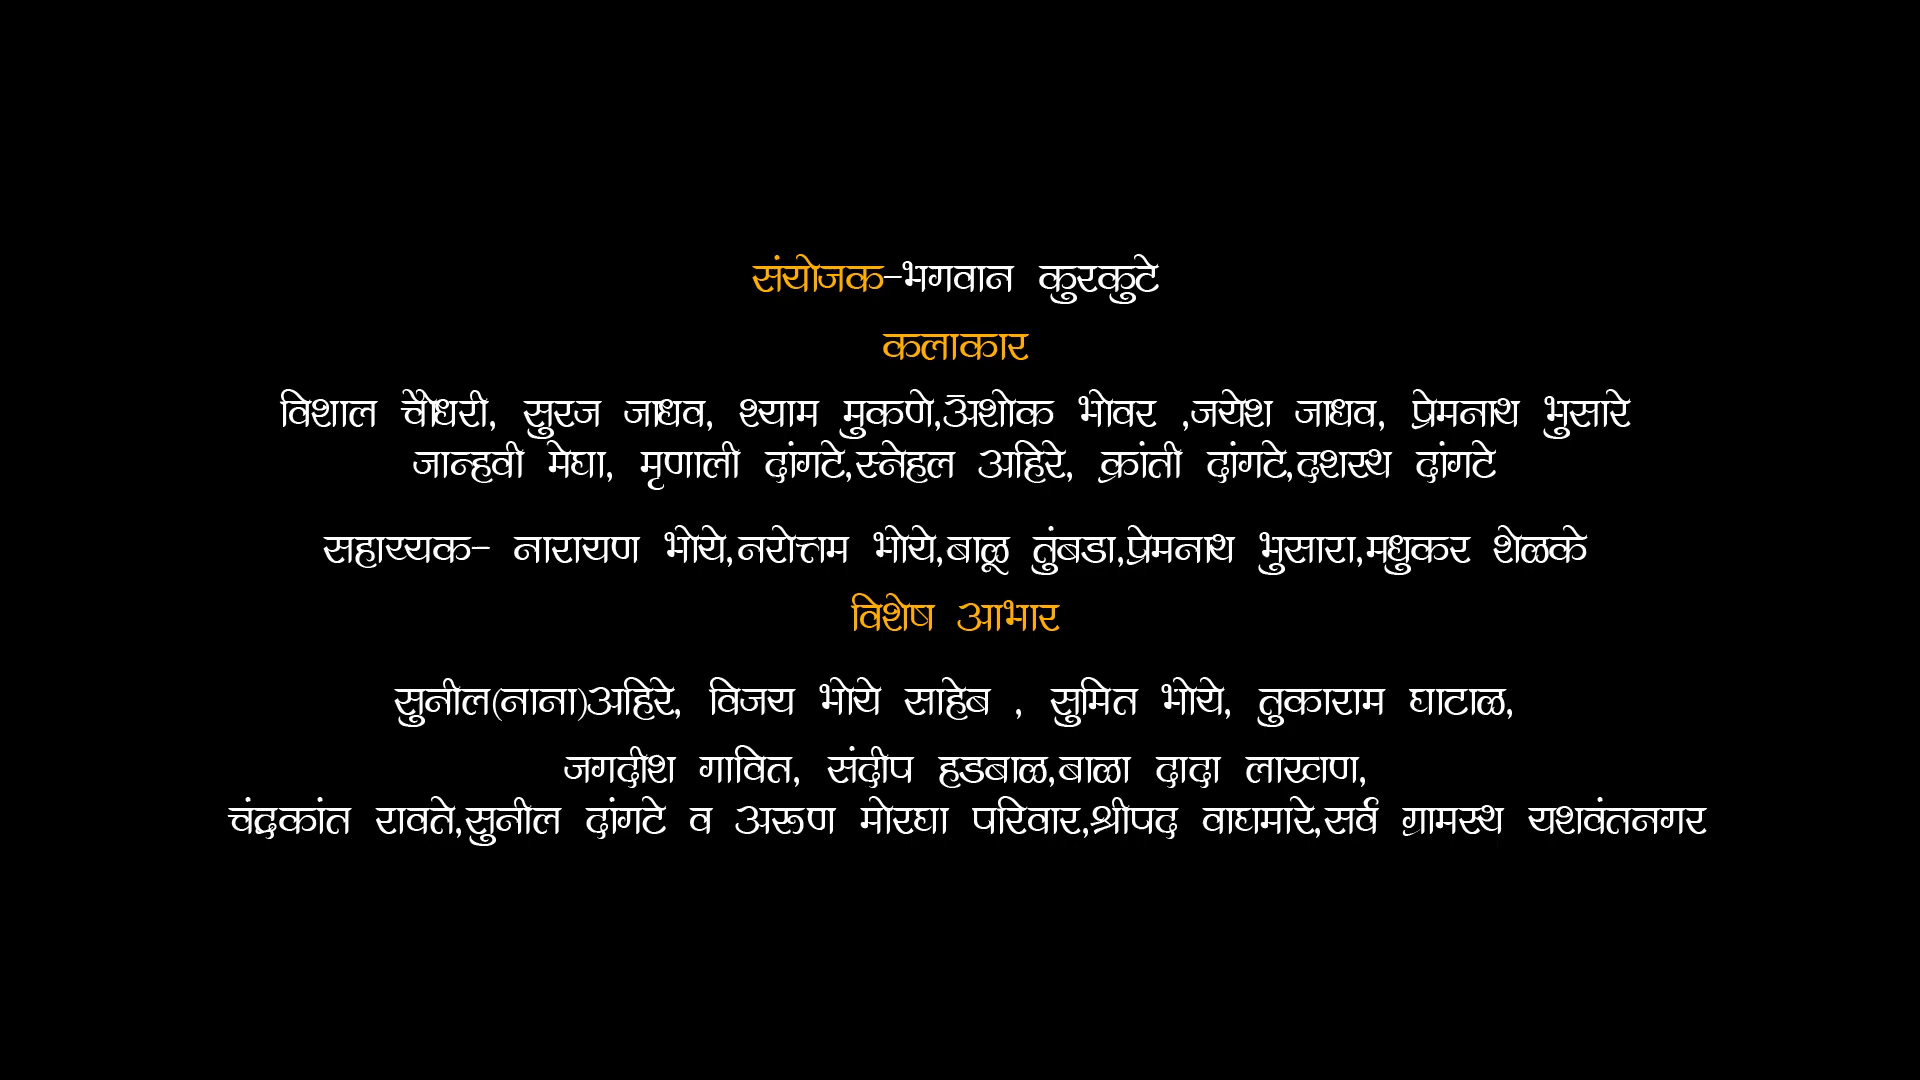 संयोजक-भगवान कुरकुटे
कलाकार
विशाल चौधरी, सुरज जाधव, श्याम मुकणे,अशोक भोवर ,जयेश जाधव, प्रेमनाथ भुसारे
जान्हवी मेघा, मृणाली दांगटे,स्नेहल अहिरे, क्रांती दांगटे,दशरथ दांगटे
सहाय्यक- नारायण भोये,नरोत्तम भोये,बाळू तुंबडा,प्रेमनाथ भुसारा,मधुकर शेळके
विशेष आभार
सुनील(नाना)अहिरे, विजय भोये साहेब , सुमित भोये, तुकाराम घाटाळ,
जगदीश गावित, संदीप हडबाळ,बाळा दादा लाखण,
चंद्रकांत रावते,सुनील दांगटे व अरूण मोरघा परिवार,श्रीपद वाघमारे,सर्व ग्रामस्थ यशवंतनगर